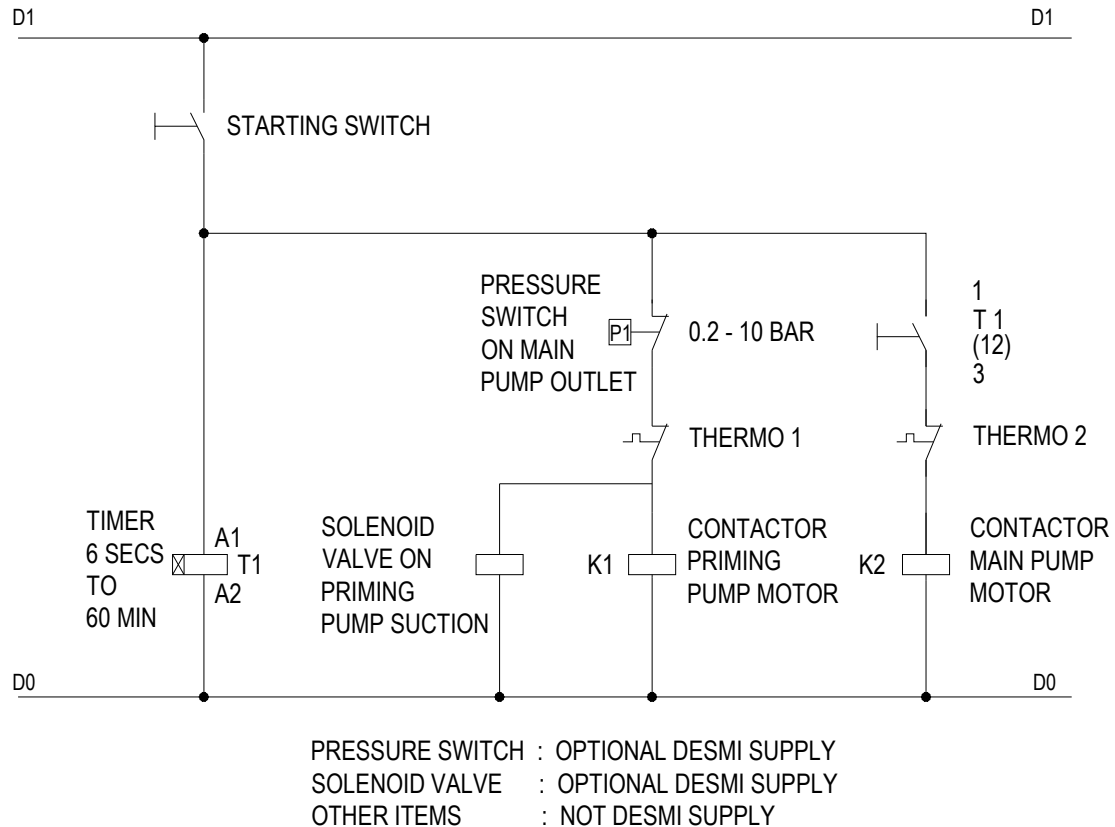 D1
D1
STARTING SWITCH
PRESSURE
SWITCH
ON MAIN
PUMP OUTLET
P1
0.2 - 10 BAR
1
T 1
(12)
3
THERMO 1
THERMO 2
TIMER
6 SECS
TO
60 MIN
A1
T1
A2
SOLENOID
VALVE ON
PRIMING
PUMP SUCTION
K1
CONTACTOR
PRIMING
PUMP MOTOR
K2
CONTACTOR
MAIN PUMP
MOTOR
D0
D0
PRESSURE SWITCH : OPTIONAL DESMI SUPPLY
SOLENOID VALVE : OPTIONAL DESMI SUPPLY
OTHER ITEMS : NOT DESMI SUPPLY